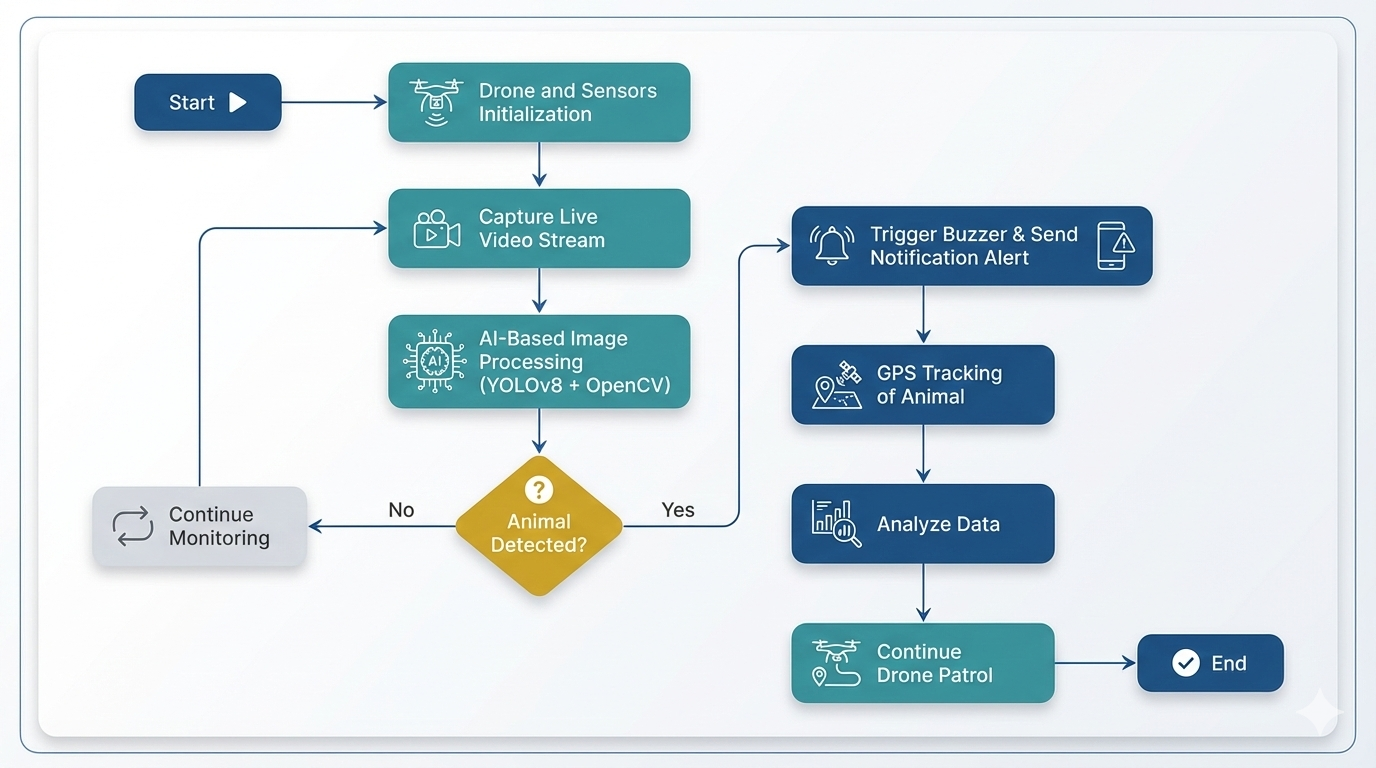 Start
Drone and Sensors
Initialization
Capture Live
Video Stream
AI-Based Image
Processing
(YOLOv8 + OpenCV)
AI
?
Animal
Detected?
No
Yes
Continue
Monitoring
Trigger Buzzer & Send
Notification Alert
GPS Tracking
of Animal
Analyze Data
Continue
Drone Patrol
End